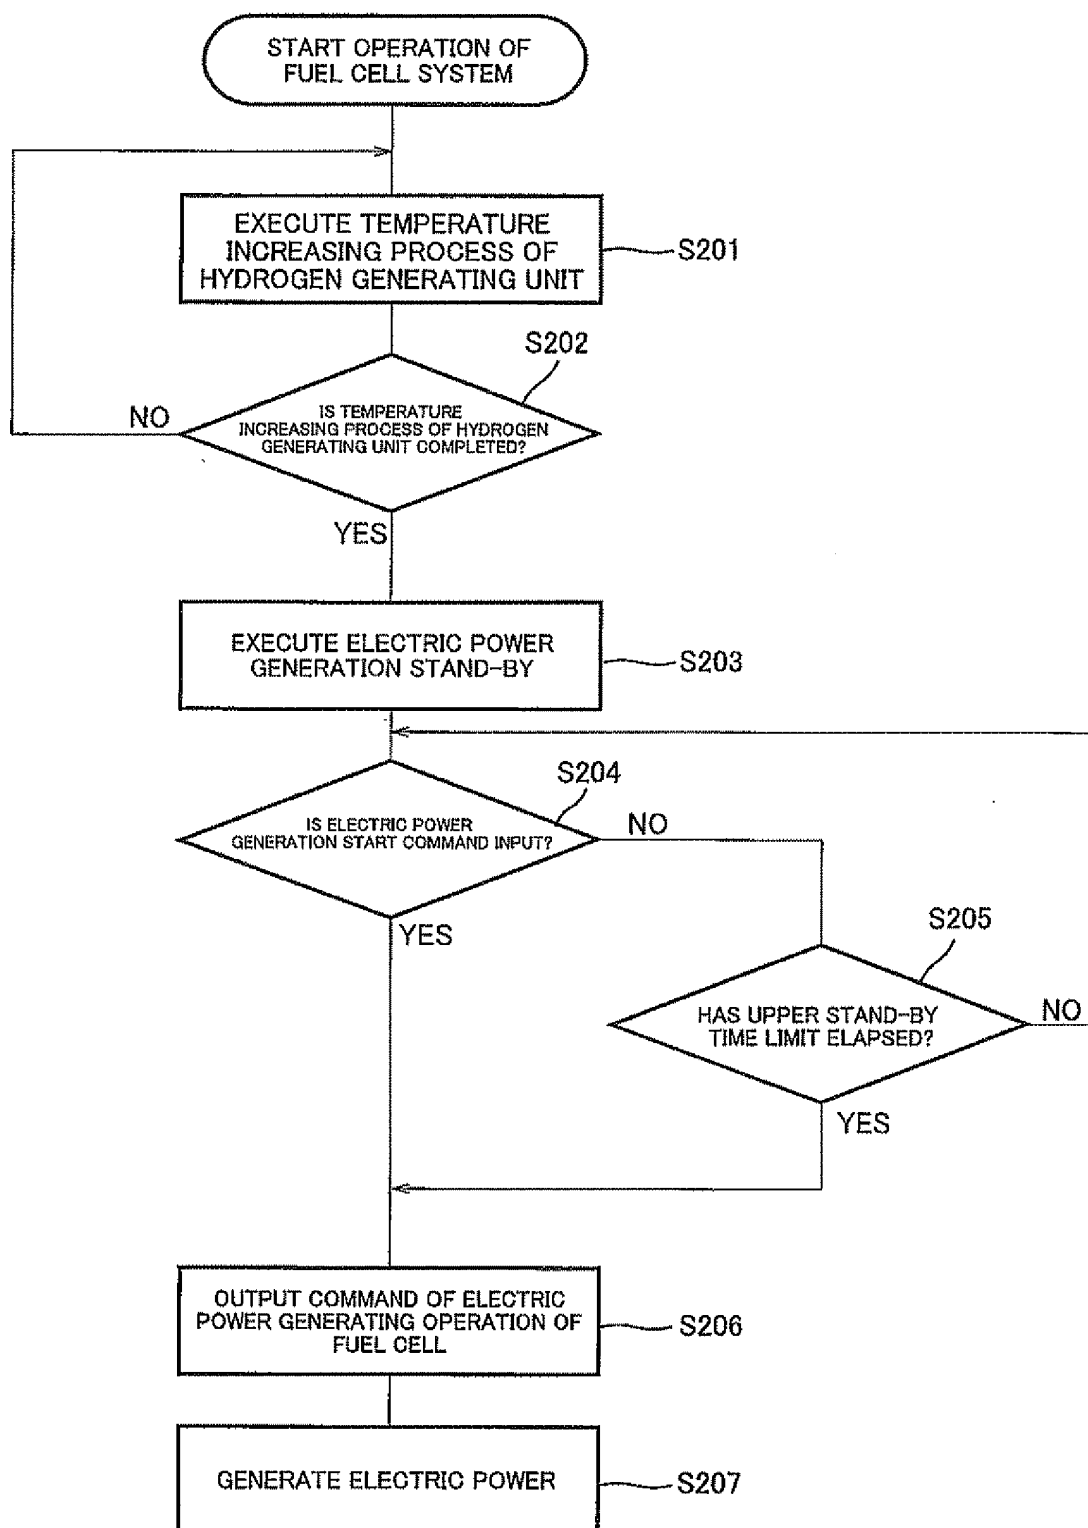 START OPERATION OF
FUEL CELL SYSTEM
EXECUTE TEMPERATURE
INCREASING PROCESS OF
HYDROGEN GENERATING UNIT
S201
S202
IS TEMPERATURE
INCREASING PROCESS OF HYDROGEN
GENERATING UNIT COMPLETED?
NO
YES
EXECUTE ELECTRIC POWER
GENERATION STAND-BY
S203
S204
IS ELECTRIC POWER
GENERATION START COMMAND INPUT?
NO
YES
S205
HAS UPPER STAND-BY
TIME LIMIT ELAPSED?
NO
YES
OUTPUT COMMAND OF ELECTRIC
POWER GENERATING OPERATION OF
FUEL CELL
S206
GENERATE ELECTRIC POWER
S207